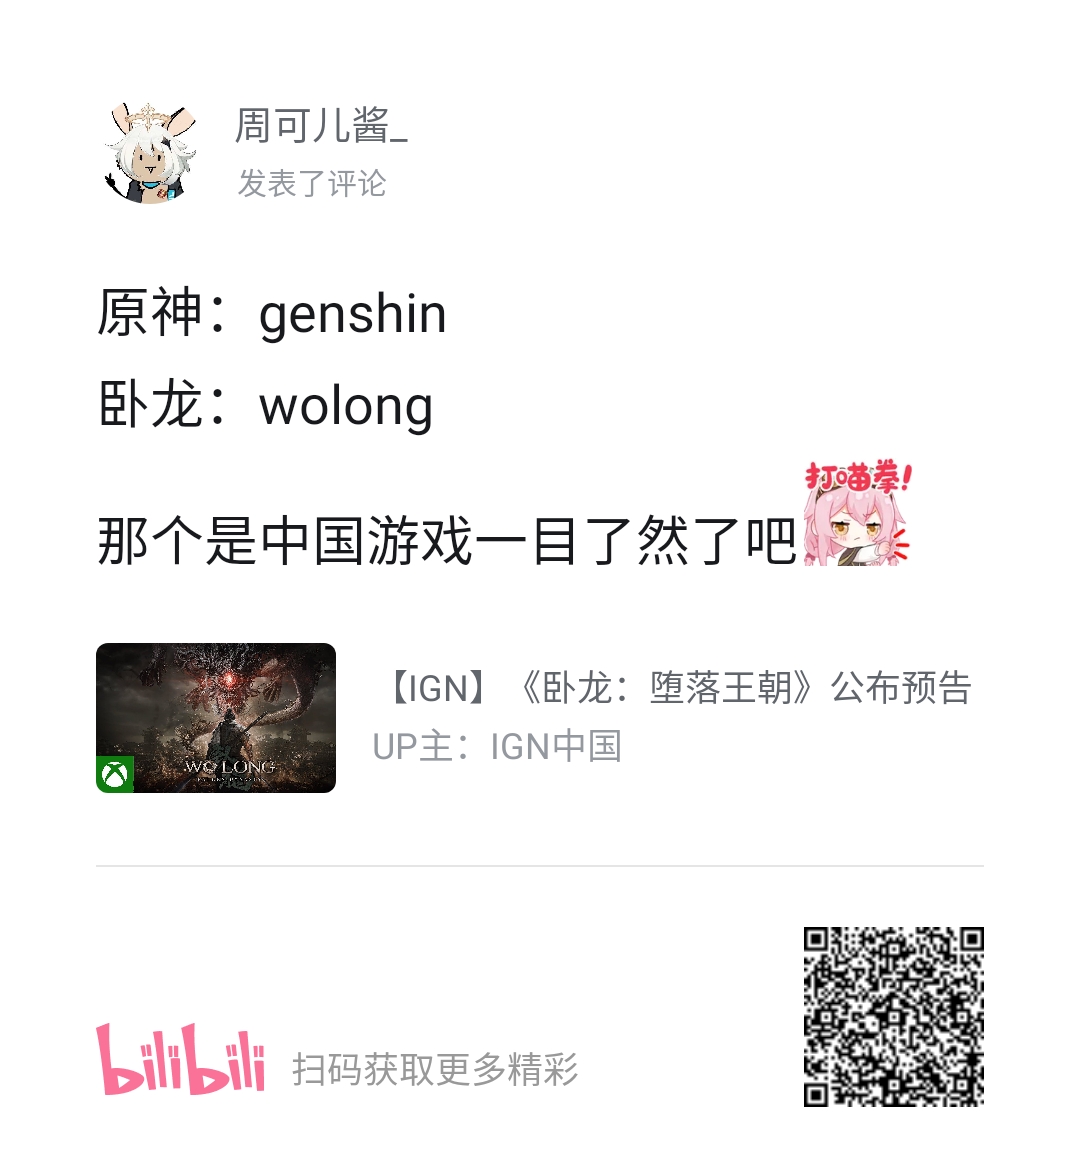 周可儿酱_
发表了评论
原神：genshin
卧龙：wolong
打喵拳!
那个是中国游戏一目了然了吧
【IGN】《卧龙：堕落王朝》公布预告
UP主：IGN中国
WO LONG
bilibili 扫码获取更多精彩